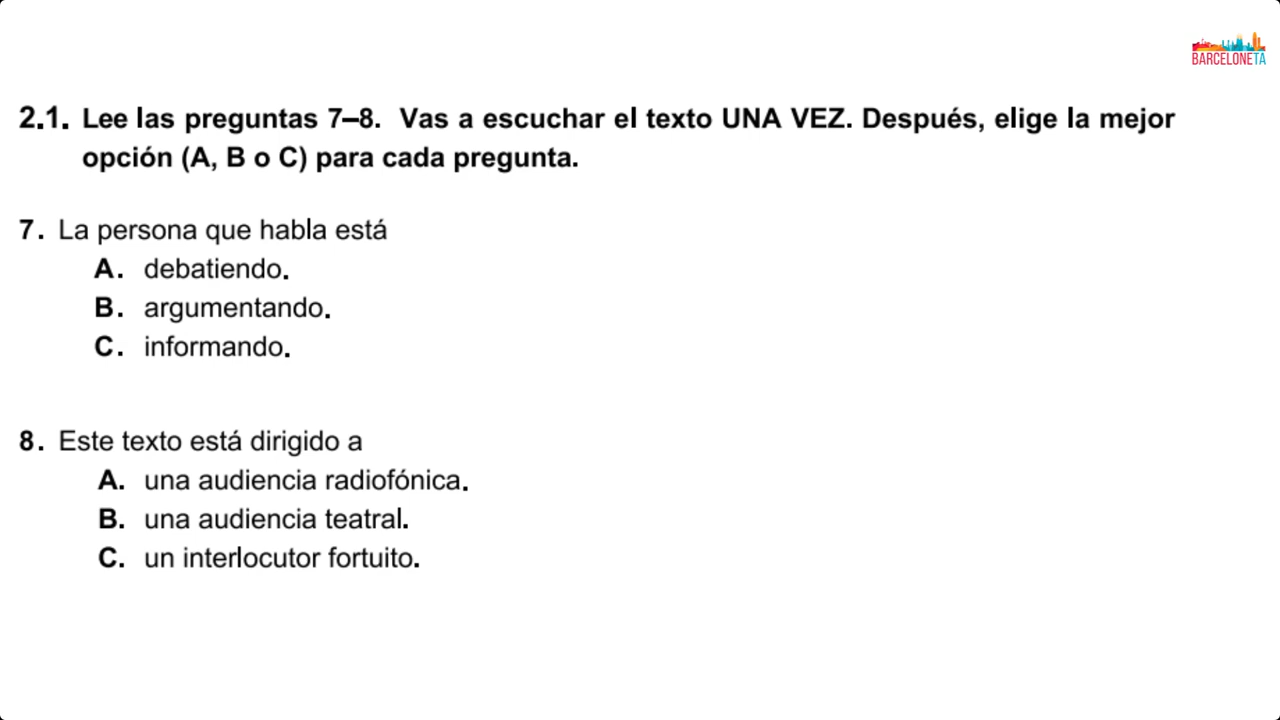 BARCELONETA
2.1. Lee las preguntas 7–8. Vas a escuchar el texto UNA VEZ. Después, elige la mejor
opción (A, B o C) para cada pregunta.
7. La persona que habla está
A. debatiendo.
B. argumentando.
C. informando.
8. Este texto está dirigido a
A. una audiencia radiofónica.
B. una audiencia teatral.
C. un interlocutor fortuito.